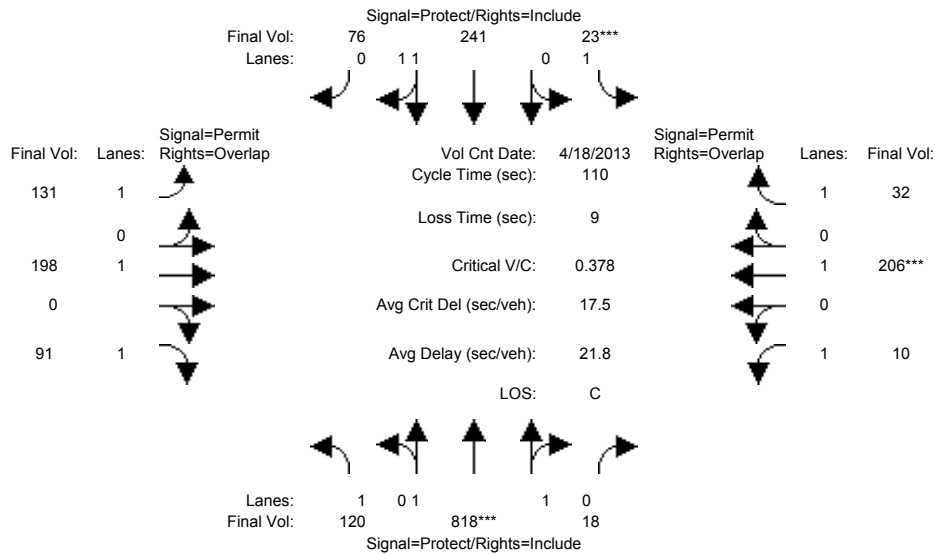 Signal=Protect/Rights=Include
Final Vol: 76 241 23***
Lanes: 0 1 1 0 1
Signal=Permit Signal=Permit
Final Vol: Lanes: Rights=Overlap Vol Cnt Date: 4/18/2013 Rights=Overlap Lanes: Final Vol:
Cycle Time (sec): 110
131 1 1 32
Loss Time (sec): 9
0 0
198 1 Critical V/C: 0.378 1 206***
0 Avg Crit Del (sec/veh): 17.5 0
91 1 Avg Delay (sec/veh): 21.8 1 10
LOS: C
Lanes: 1 0 1 1 0
Final Vol: 120 818*** 18
Signal=Protect/Rights=Include